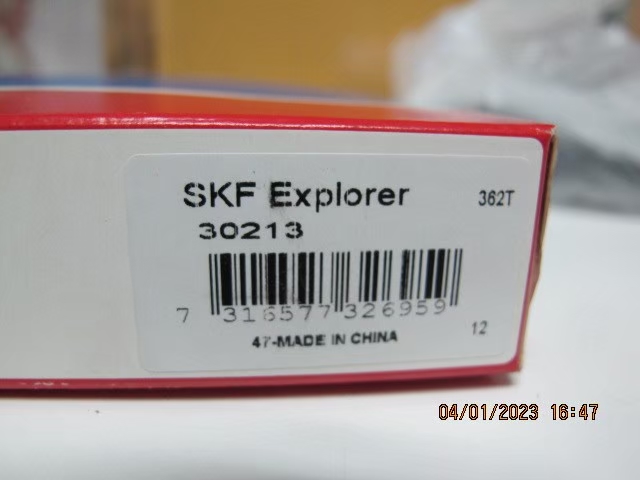 SKF Explorer
362T
30213
7 316577 326959
47-MADE IN CHINA
12
04/01/2023 16:47